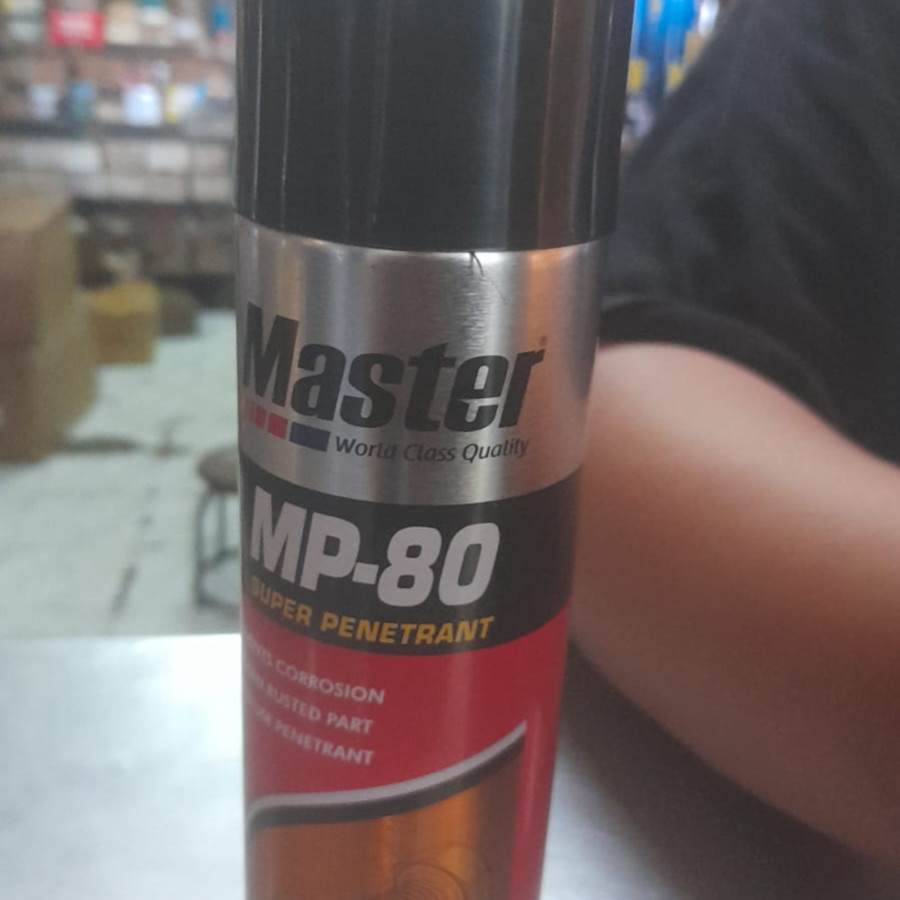 Master
World Class Quality
MP-80
SUPER PENETRANT
CORROSION
RUSTED PART
PENETRANT